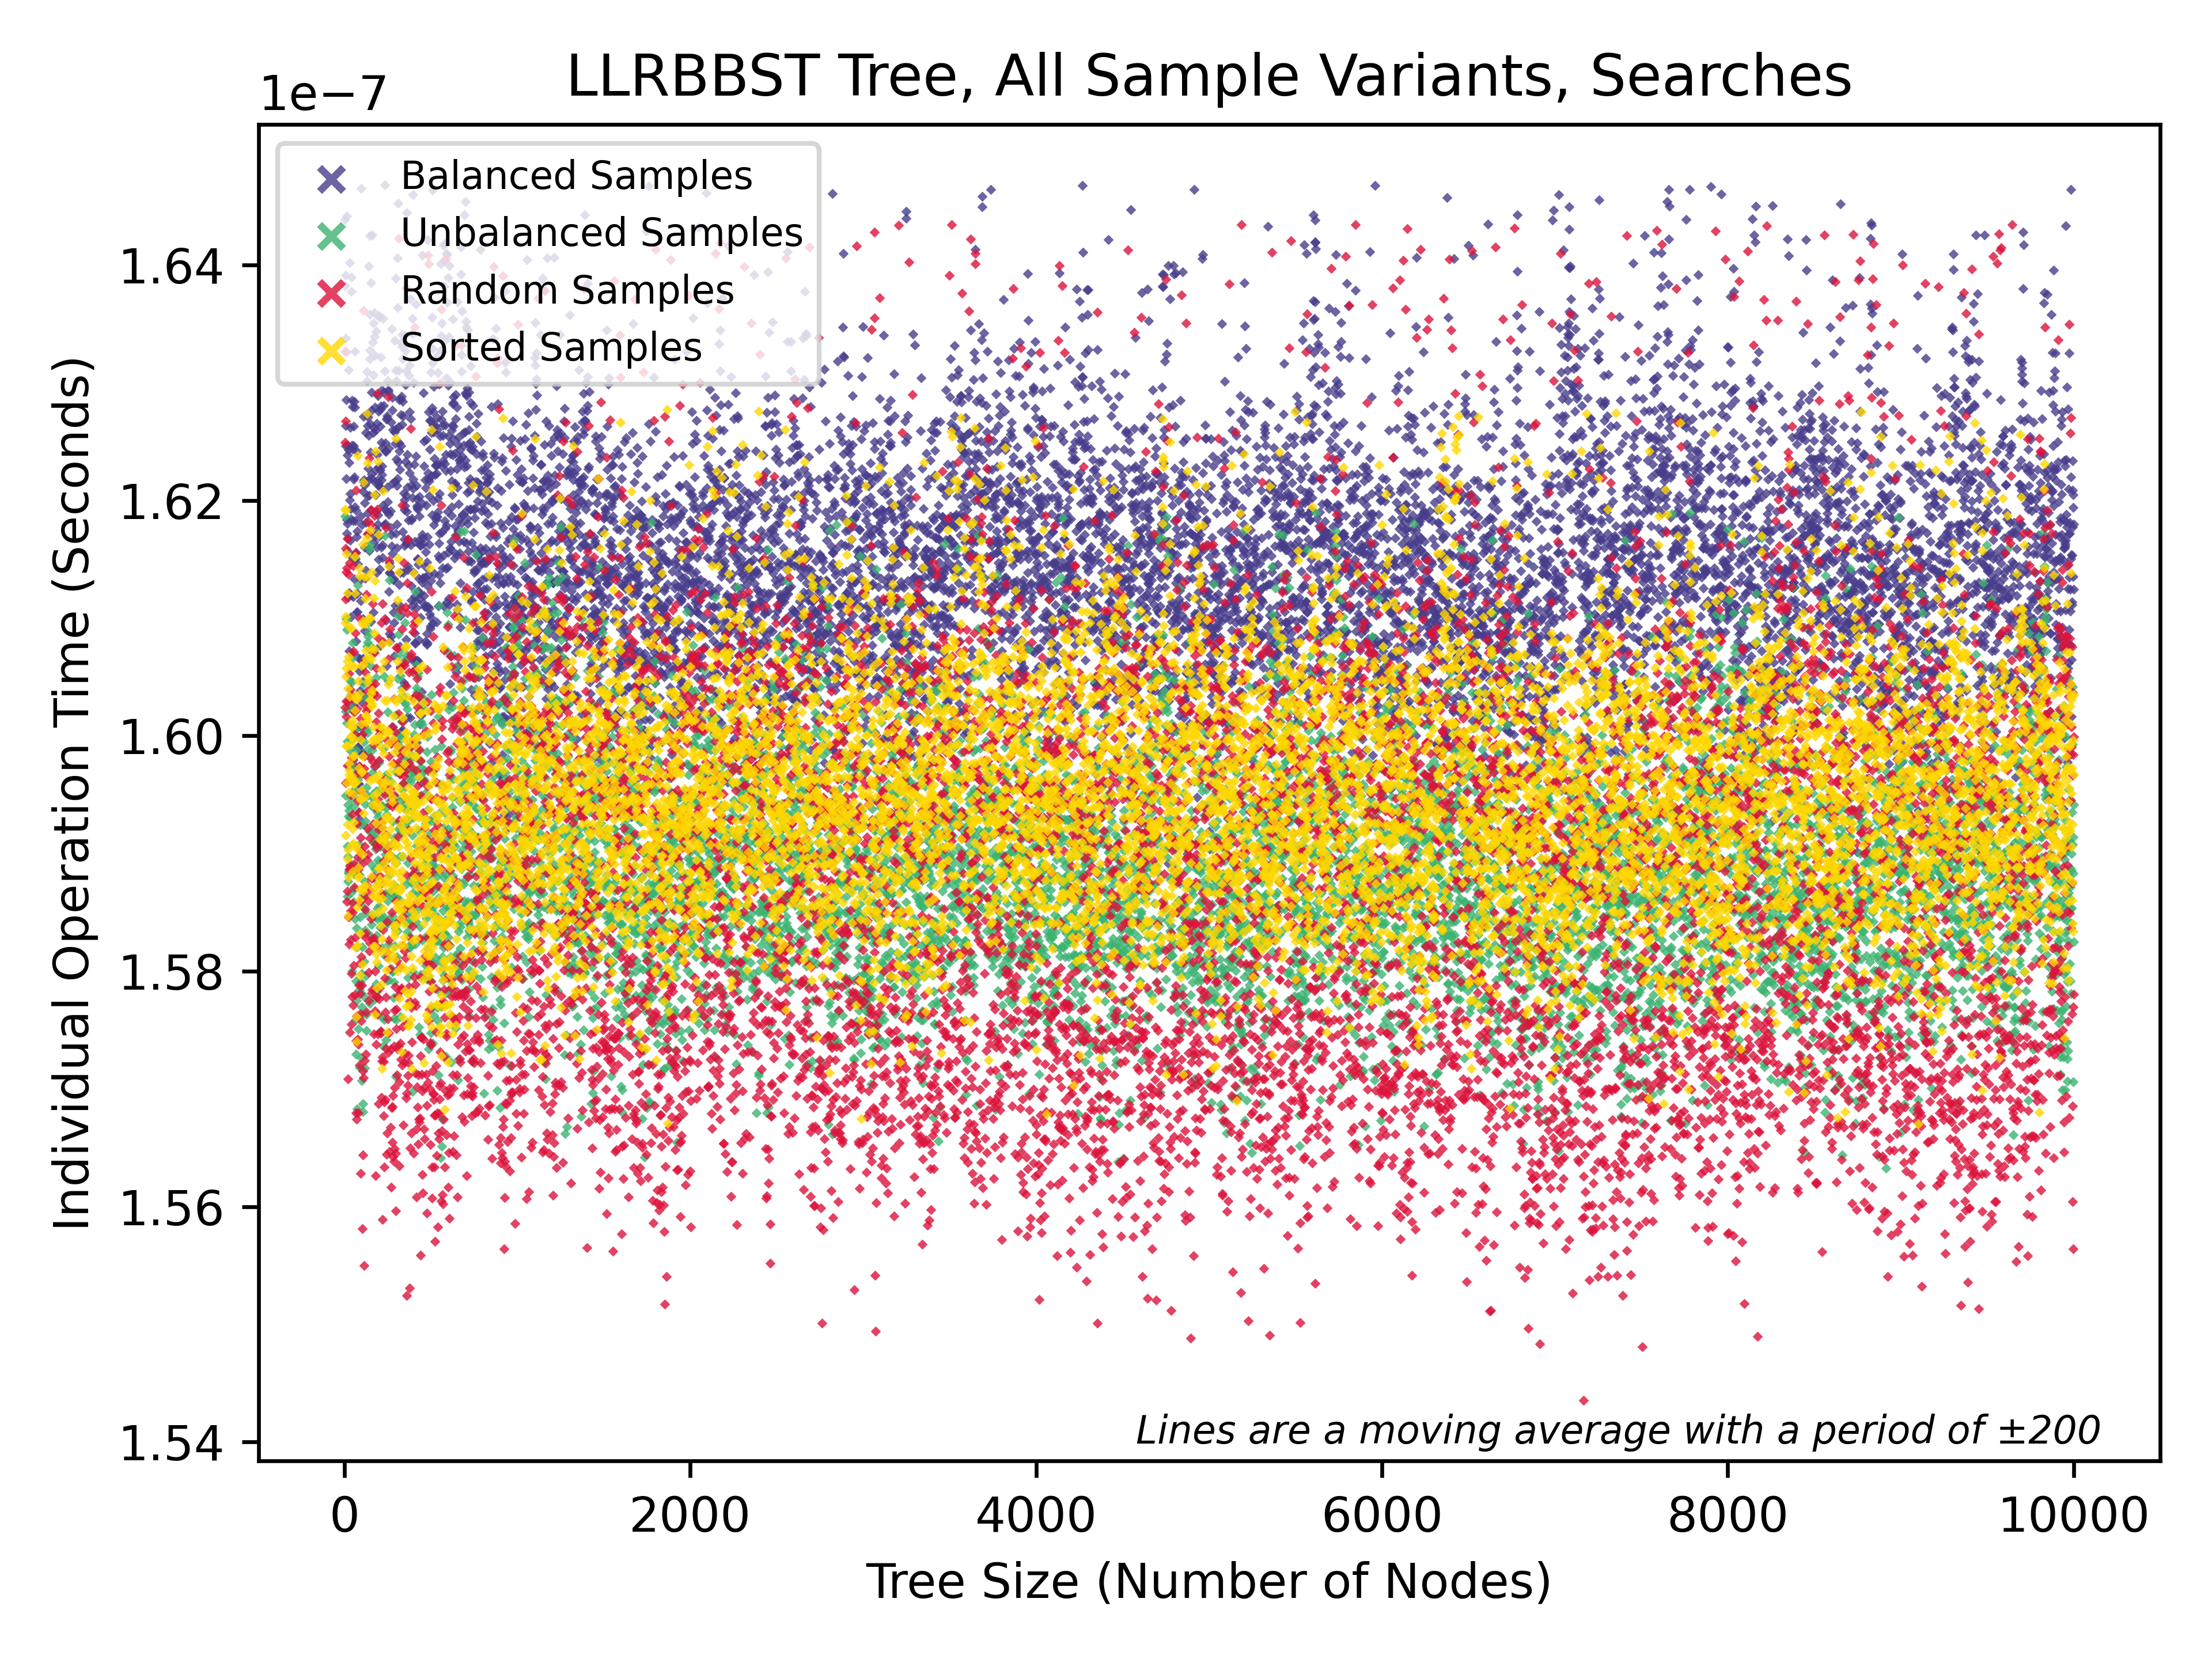 LLRBBST Tree, All Sample Variants, Searches
1e−7
Balanced Samples
Unbalanced Samples
Random Samples
Sorted Samples
Individual Operation Time (Seconds)
1.64
1.62
1.60
1.58
1.56
1.54
Lines are a moving average with a period of ±200
0 2000 4000 6000 8000 10000
Tree Size (Number of Nodes)